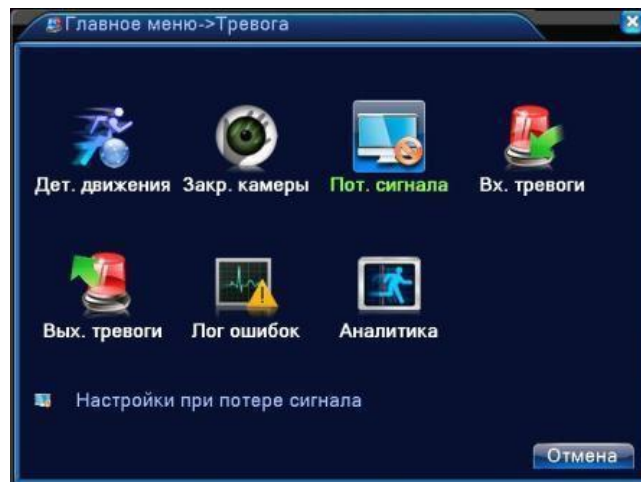 Главное меню->Тревога
Дет. движения Закр. камеры Пот. сигнала Вх. тревоги
Вых. тревоги Лог ошибок Аналитика
Настройки при потере сигнала
Отмена